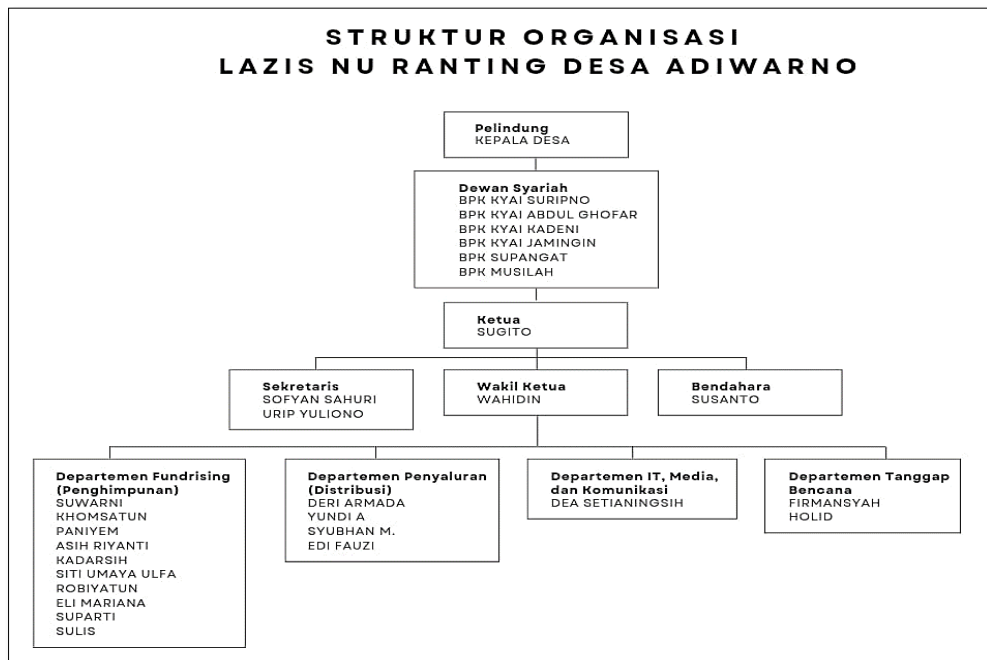 STRUKTUR ORGANISASI
LAZIS NU RANTING DESA ADIWARNO
Pelindung
KEPALA DESA
Dewan Syariah
BPK KYAI SURIPNO
BPK KYAI ABDUL GHOFAR
BPK KYAI KADENI
BPK KYAI JAMINGIN
BPK SUPANGAT
BPK MUSILAH
Ketua
SUGITO
Sekretaris
SOFYAN SAHURI
URIP YULIONO
Wakil Ketua
WAHIDIN
Bendahara
SUSANTO
Departemen Fundrising
(Penghimpunan)
SUWARNI
KHOMSATUN
PANIYEM
ASIH RIYANTI
KADARSIH
SITI UMAYA ULFA
ROBIYATUN
ELI MARIANA
SUPARTI
SULIS
Departemen Penyaluran
(Distribusi)
DERI ARMADA
YUNDI A
SYUBHAN M.
EDI FAUZI
Departemen IT, Media,
dan Komunikasi
DEA SETIANINGSIH
Departemen Tanggap
Bencana
FIRMANSYAH
HOLID